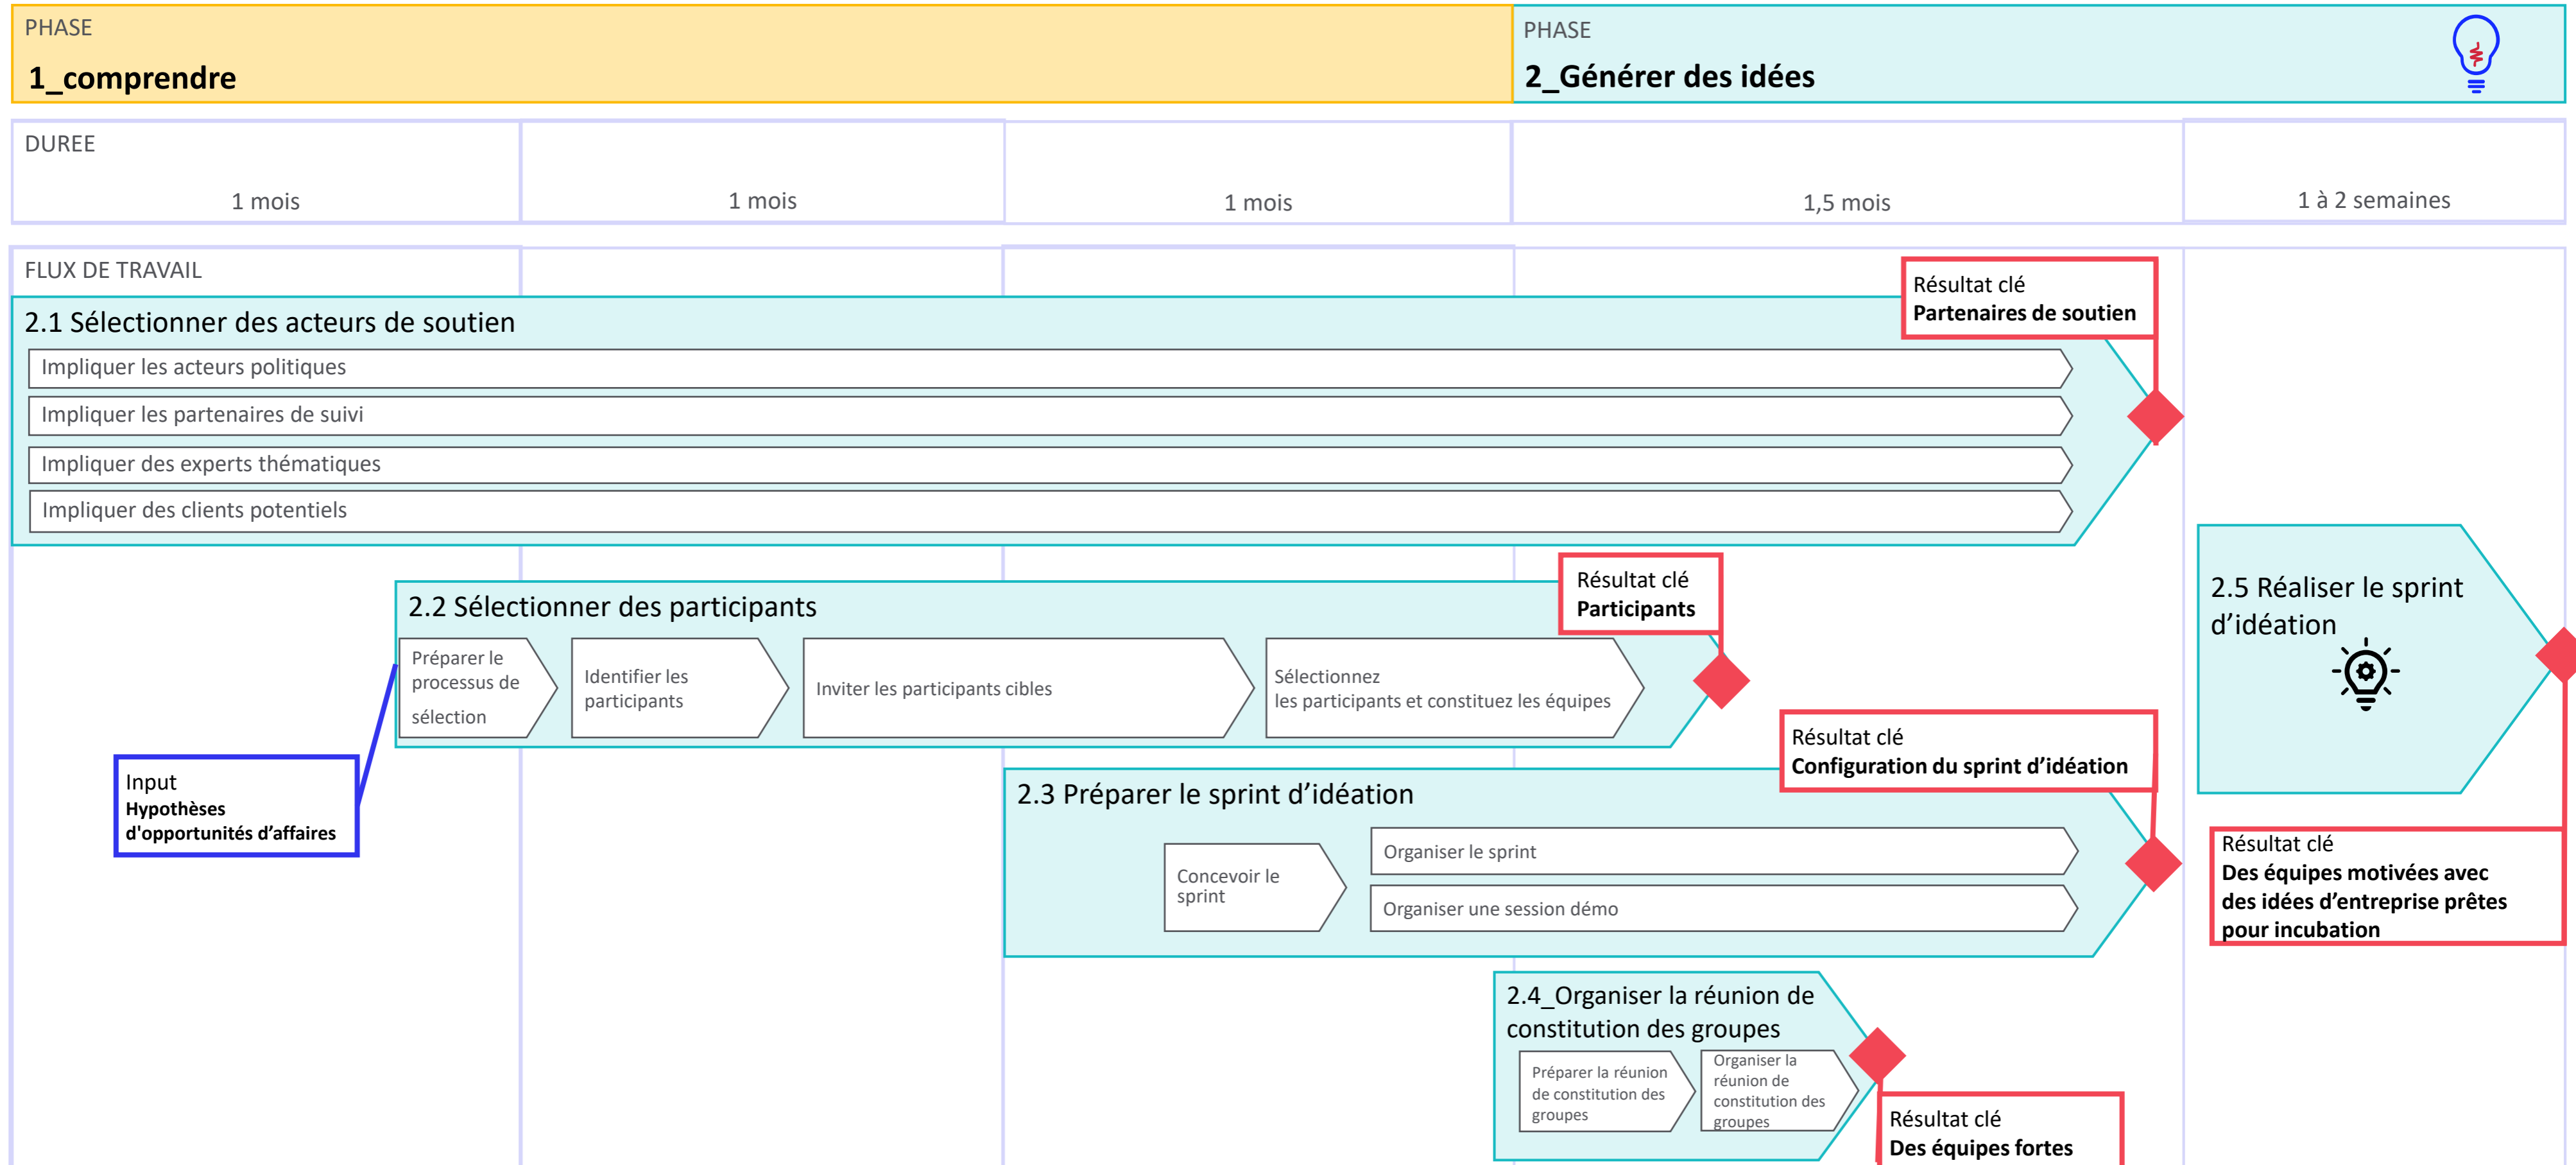 PHASE
1_comprendre
PHASE
2_Générer des idées
DUREE
1 mois
1 mois
1 mois
1,5 mois
1 à 2 semaines
FLUX DE TRAVAIL
Résultat clé
Partenaires de soutien
2.1 Sélectionner des acteurs de soutien
Impliquer les acteurs politiques
Impliquer les partenaires de suivi
Impliquer des experts thématiques
Impliquer des clients potentiels
Résultat clé
Participants
2.2 Sélectionner des participants
Préparer le
processus de
sélection
Identifier les
participants
Inviter les participants cibles
Sélectionnez
les participants et constituez les équipes
2.5 Réaliser le sprint
d’idéation
Input
Hypothèses
d'opportunités d’affaires
Résultat clé
Configuration du sprint d’idéation
2.3 Préparer le sprint d’idéation
Concevoir le
sprint
Organiser le sprint
Organiser une session démo
Résultat clé
Des équipes motivées avec
des idées d’entreprise prêtes
pour incubation
2.4_Organiser la réunion de
constitution des groupes
Préparer la réunion
de constitution des
groupes
Organiser la
réunion de
constitution des
groupes
Résultat clé
Des équipes fortes